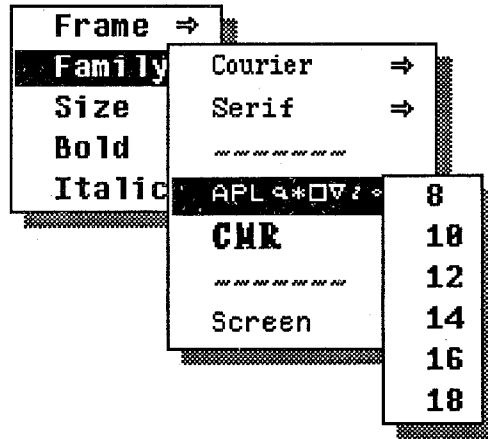 Frame ⇒
Family
Size
Bold
Italic
Courier ⇒
Serif ⇒
~~~~~~~
APL
CMR
~~~~~~~
Screen
8
10
12
14
16
18